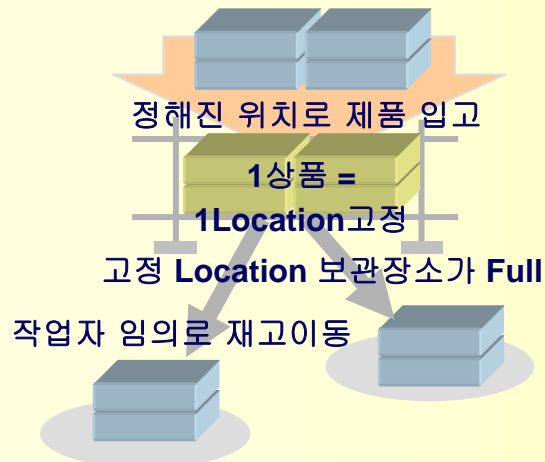 정해진 위치로 제품 입고
1상품 =
1Location고정
고정 Location 보관장소가 Full
작업자 임의로 재고이동